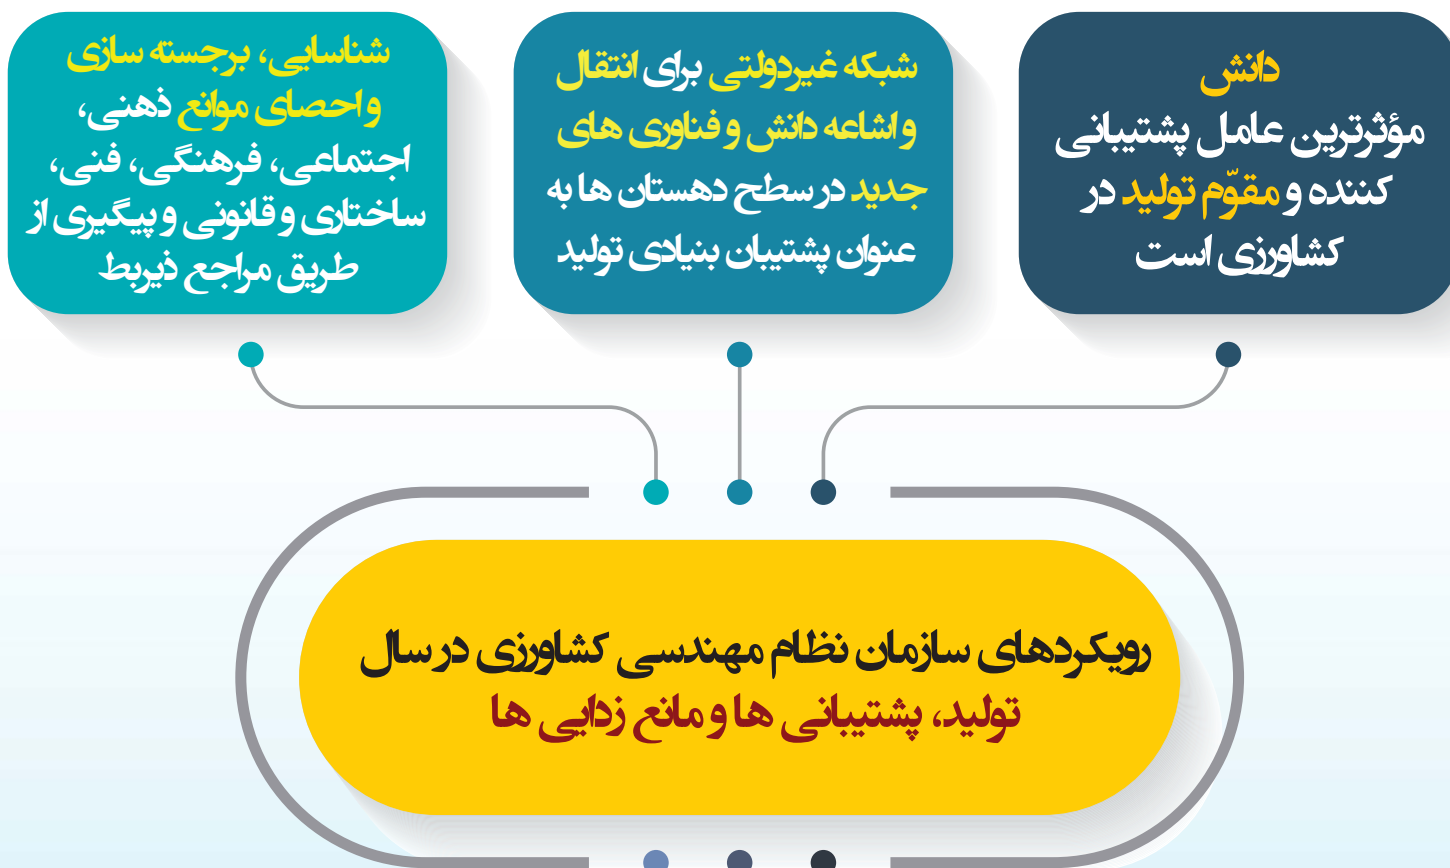 دانش
مؤثرترین عامل پشتیبانی
کننده و مقوّم تولید در
کشاورزی است
شبکه غیردولتی برای انتقال
و اشاعه دانش و فناوری های
جدید در سطح دهستان ها به
عنوان پشتیبان بنیادی تولید
شناسایی، برجسته سازی
و احصای موانع ذهنی،
اجتماعی، فرهنگی، فنی،
ساختاری و قانونی و پیگیری از
طریق مراجع ذیربط
رویکردهای سازمان نظام مهندسی کشاورزی در سال
تولید، پشتیبانی ها و مانع زدایی ها